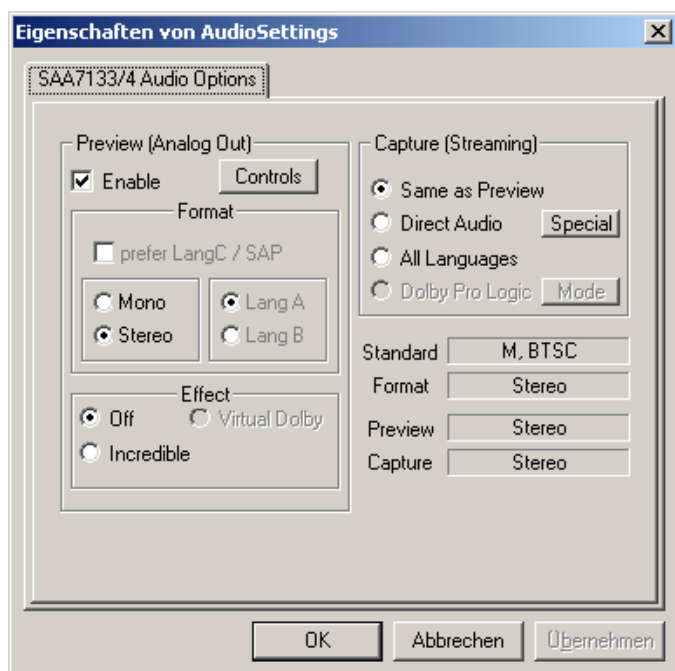 Eigenschaften von AudioSettings
SAA7133/4 Audio Options
Preview (Analog Out)
Enable
Controls
Format
prefer LangC / SAP
Mono
Stereo
Lang A
Lang B
Effect
Off
Virtual Dolby
Incredible
Capture (Streaming)
Same as Preview
Direct Audio
Special
All Languages
Dolby Pro Logic
Mode
Standard
M, BTSC
Format
Stereo
Preview
Stereo
Capture
Stereo
OK
Abbrechen
Übernehmen